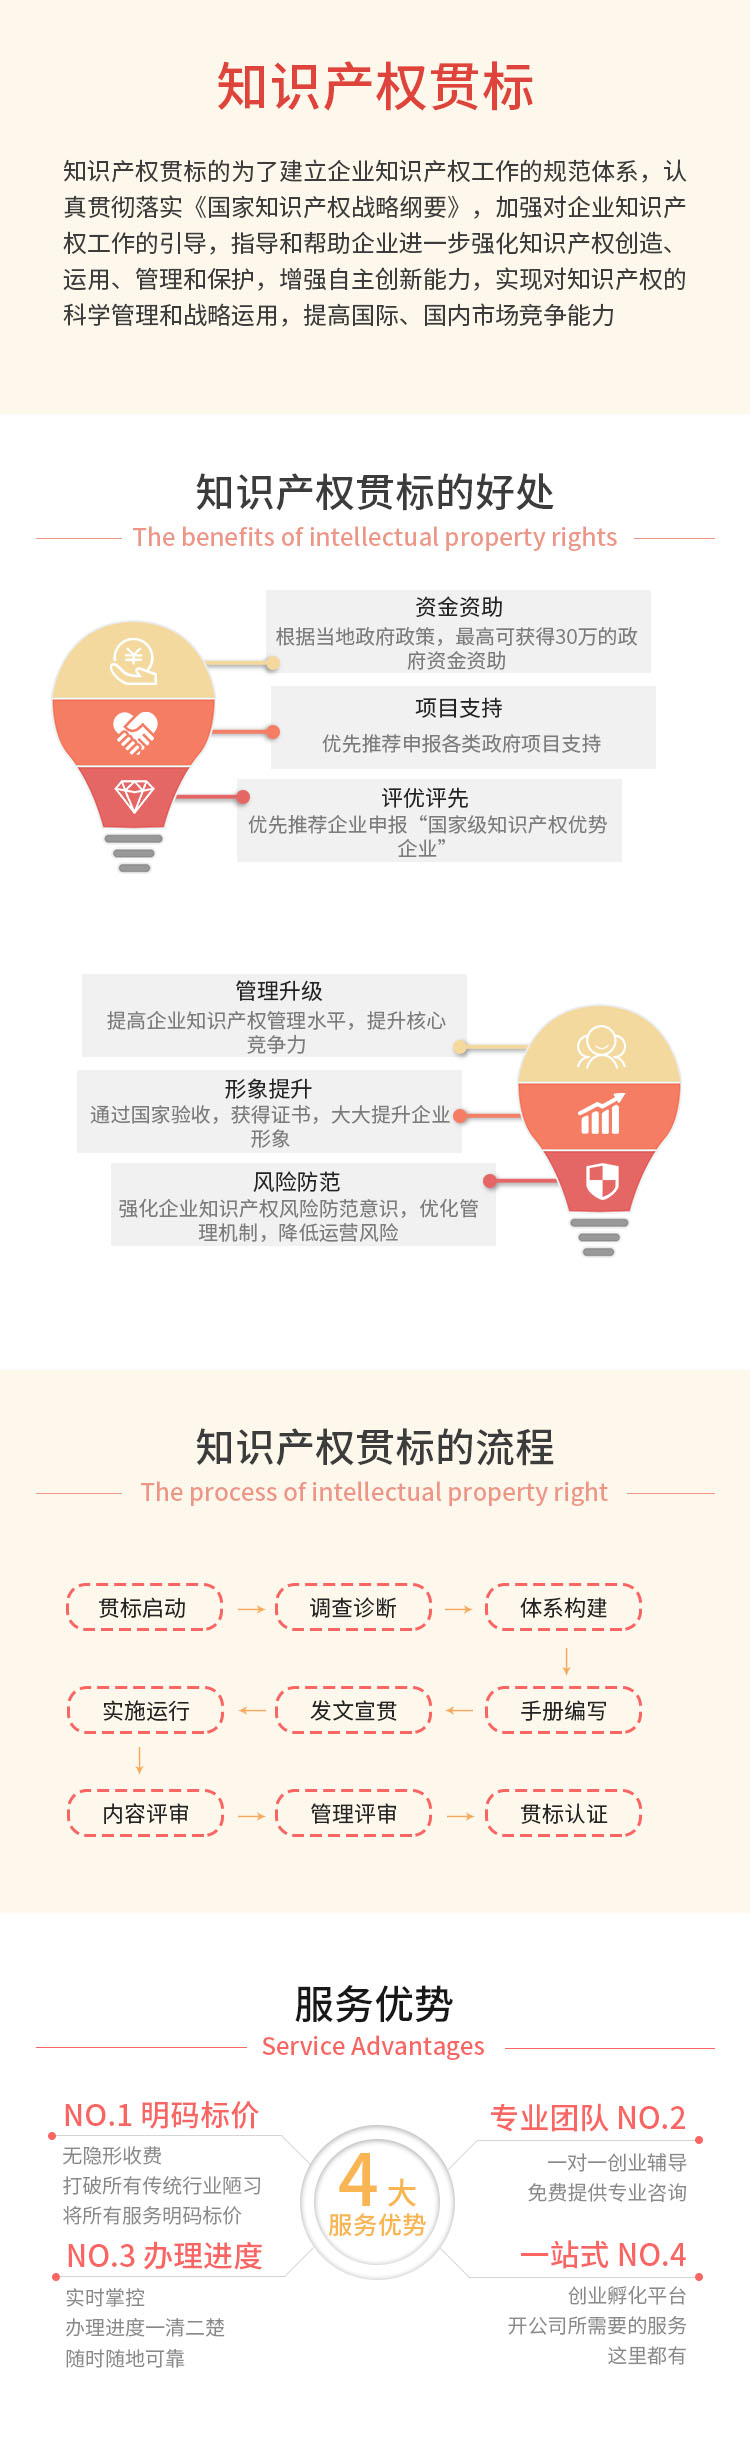 知识产权贯标
知识产权贯标的为了建立企业知识产权工作的规范体系，认
真贯彻落实《国家知识产权战略纲要》，加强对企业知识产
权工作的引导，指导和帮助企业进一步强化知识产权创造、
运用、管理和保护，增强自主创新能力，实现对知识产权的
科学管理和战略运用，提高国际、国内市场竞争能力
知识产权贯标的好处
The benefits of intellectual property rights
资金资助
根据当地政府政策，最高可获得30万的政
府资金资助
项目支持
优先推荐申报各类政府项目支持
评优评先
优先推荐企业申报“国家级知识产权优势
企业”
管理升级
提高企业知识产权管理水平，提升核心
竞争力
形象提升
通过国家验收，获得证书，大大提升企业
形象
风险防范
强化企业知识产权风险防范意识，优化管
理机制，降低运营风险
知识产权贯标的流程
The process of intellectual property right
贯标启动
调查诊断
体系构建
实施运行
发文宣贯
手册编写
内容评审
管理评审
贯标认证
服务优势
Service Advantages
NO.1 明码标价
无隐形收费
打破所有传统行业陋习
将所有服务明码标价
专业团队 NO.2
一对一创业辅导
免费提供专业咨询
4大
服务优势
NO.3 办理进度
实时掌控
办理进度一清二楚
随时随地可靠
一站式 NO.4
创业孵化平台
开公司所需要的服务
这里都有